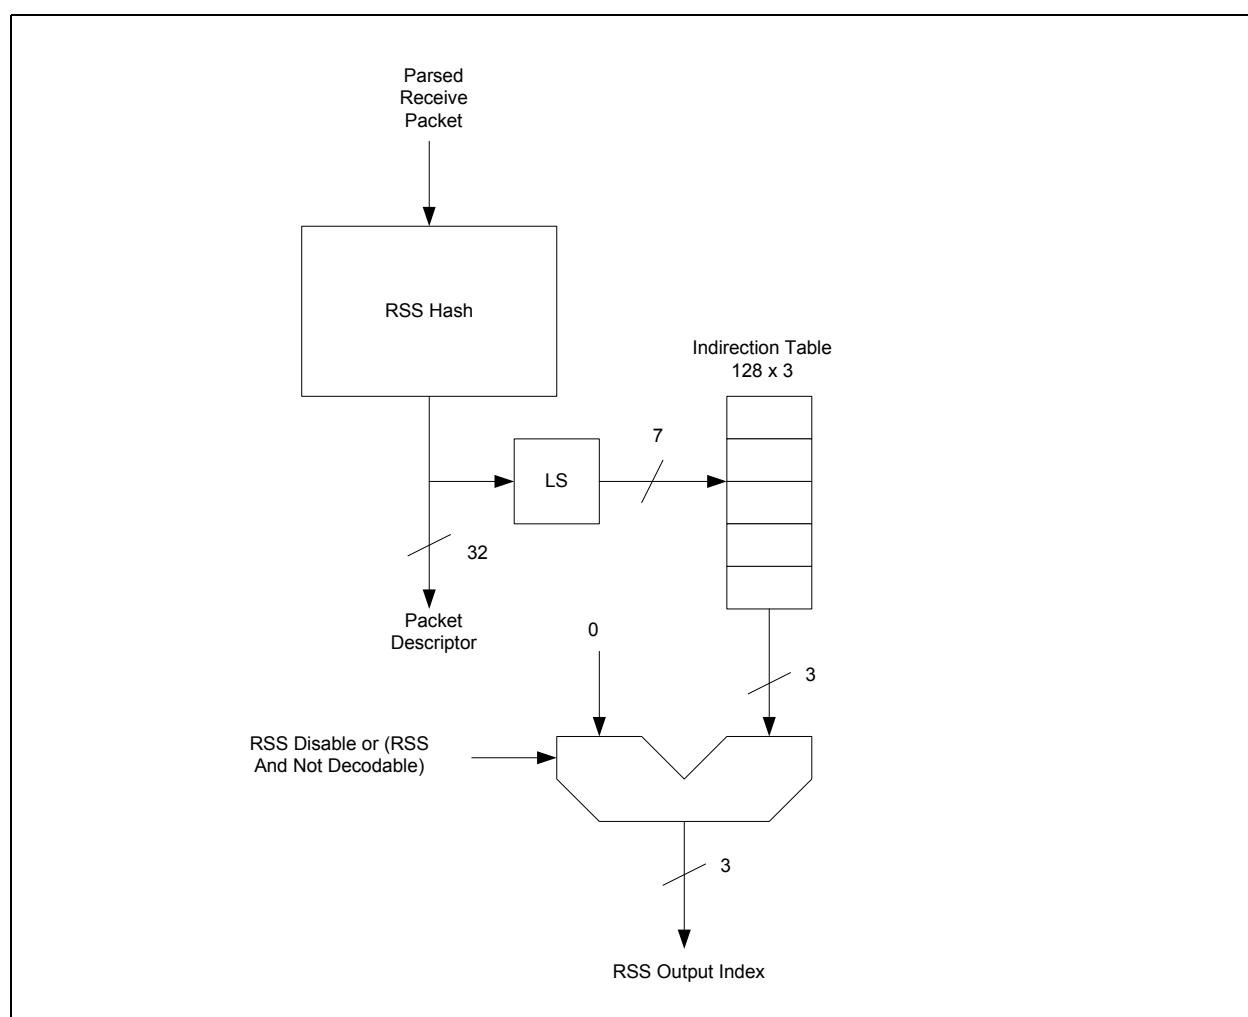 Parsed
Receive
Packet
RSS Hash
Indirection Table
128 x 3
7
LS
32
Packet
Descriptor
0
3
RSS Disable or (RSS
And Not Decodable)
3
RSS Output Index